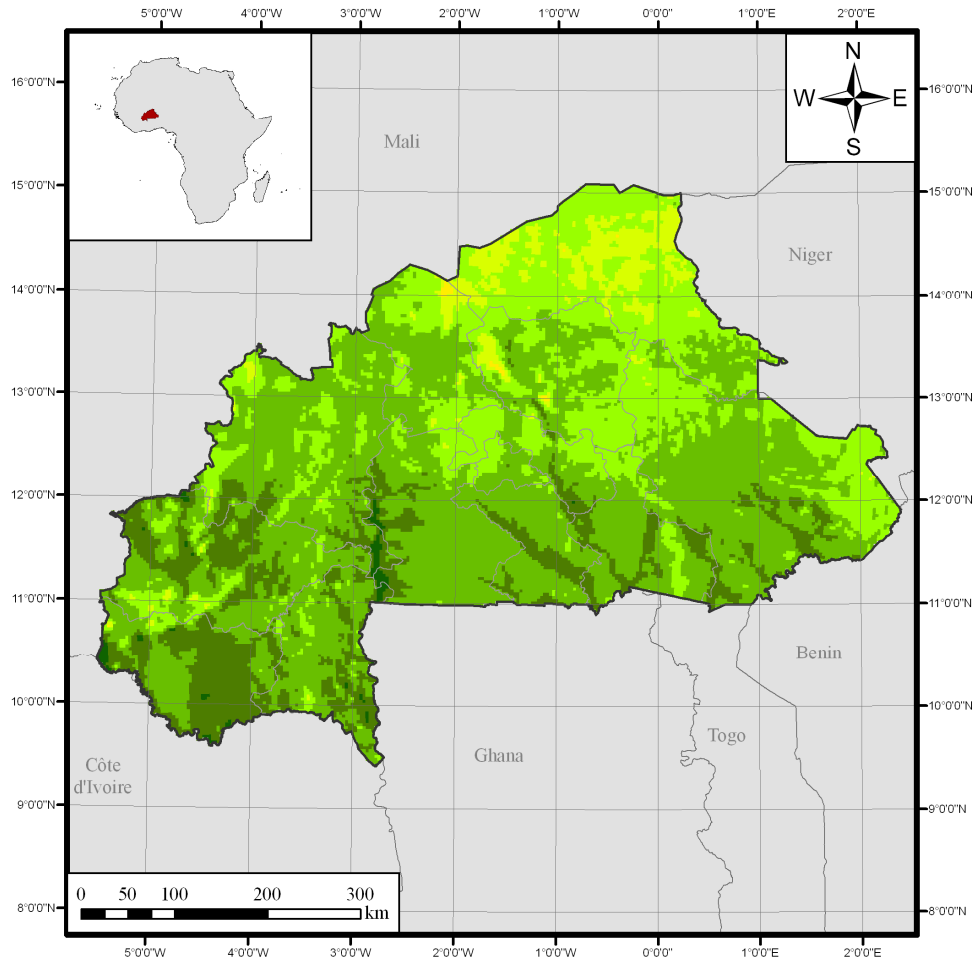 5°0'0"W 4°0'0"W 3°0'0"W 2°0'0"W 1°0'0"W 0°0'0" 1°0'0"E 2°0'0"E
N
W E
S
16°0'0"N 16°0'0"N
Mali
15°0'0"N 15°0'0"N
Niger
14°0'0"N 14°0'0"N
13°0'0"N 13°0'0"N
12°0'0"N 12°0'0"N
11°0'0"N 11°0'0"N
Benin
10°0'0"N 10°0'0"N
Togo
Ghana
Côte
d'Ivoire
9°0'0"N 9°0'0"N
0 50 100 200 300
km
8°0'0"N 8°0'0"N
5°0'0"W 4°0'0"W 3°0'0"W 2°0'0"W 1°0'0"W 0°0'0" 1°0'0"E 2°0'0"E